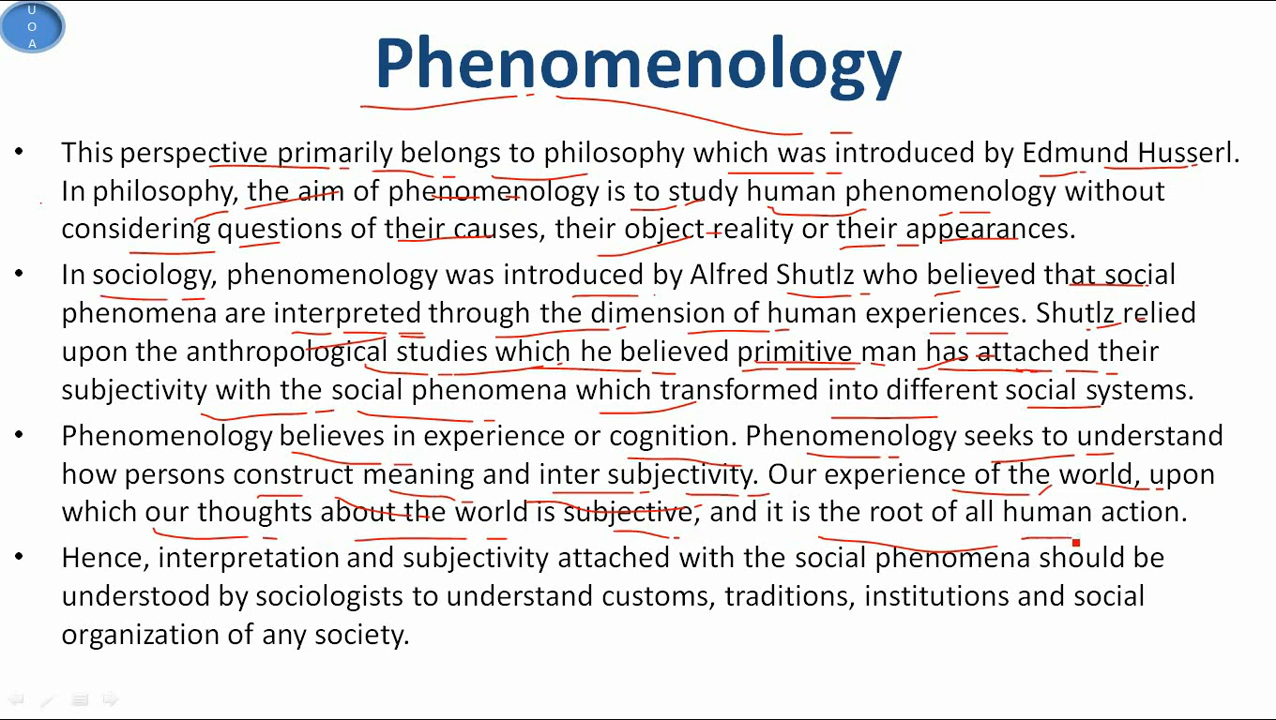 U
O
A
Phenomenology
• This perspective primarily belongs to philosophy which was introduced by Edmund Husserl.
In philosophy, the aim of phenomenology is to study human phenomenology without
considering questions of their causes, their object reality or their appearances.
• In sociology, phenomenology was introduced by Alfred Shutlz who believed that social
phenomena are interpreted through the dimension of human experiences. Shutlz relied
upon the anthropological studies which he believed primitive man has attached their
subjectivity with the social phenomena which transformed into different social systems.
• Phenomenology believes in experience or cognition. Phenomenology seeks to understand
how persons construct meaning and inter subjectivity. Our experience of the world, upon
which our thoughts about the world is subjective, and it is the root of all human action.
• Hence, interpretation and subjectivity attached with the social phenomena should be
understood by sociologists to understand customs, traditions, institutions and social
organization of any society.